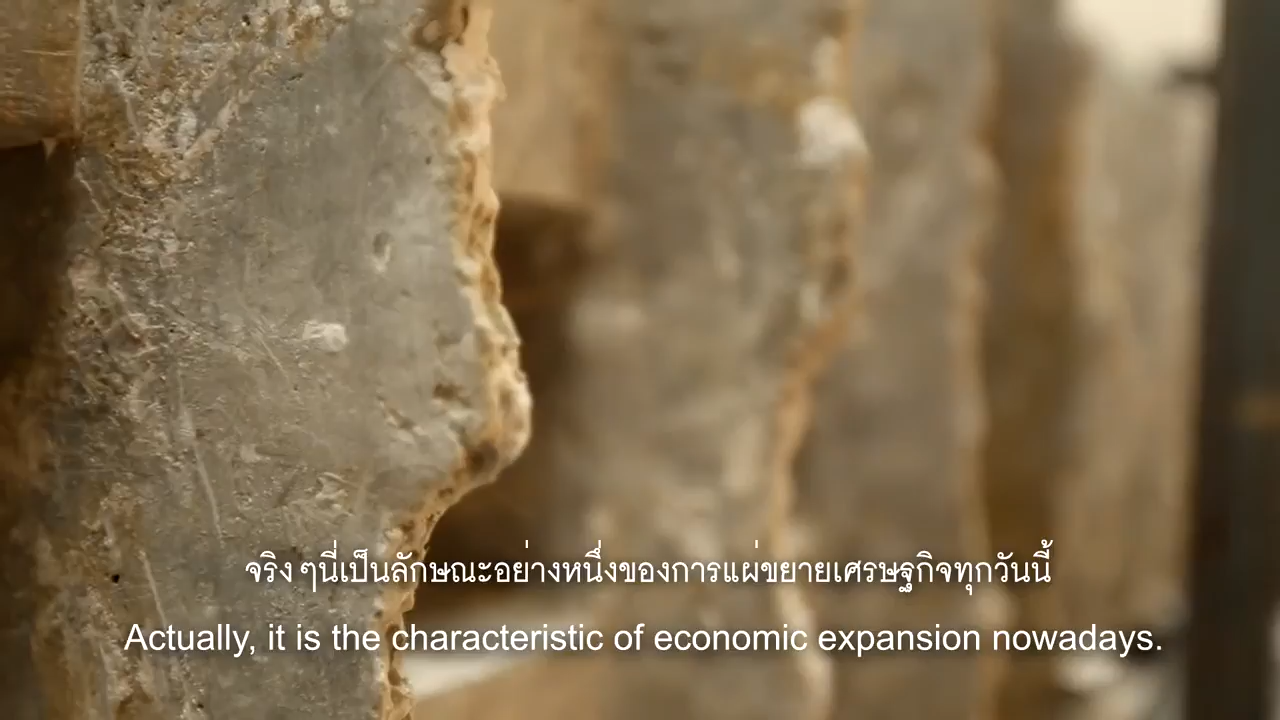 จริง ๆนี่เป็นลักษณะอย่างหนึ่งของการแผ่ขยายเศรษฐกิจทุกวันนี้
Actually, it is the characteristic of economic expansion nowadays.